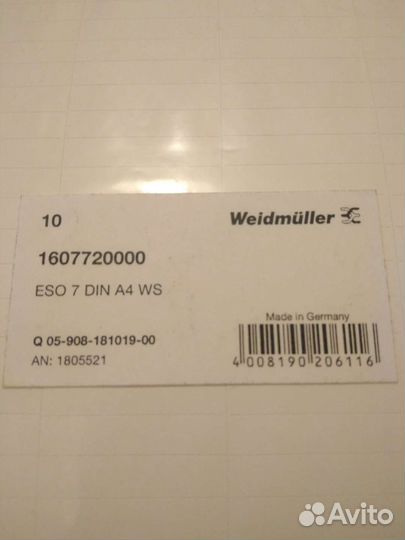 10
Weidmüller
1607720000
ESO 7 DIN A4 WS
Made in Germany
Q 05-908-181019-00
AN: 1805521
4 008190 206116
Avito